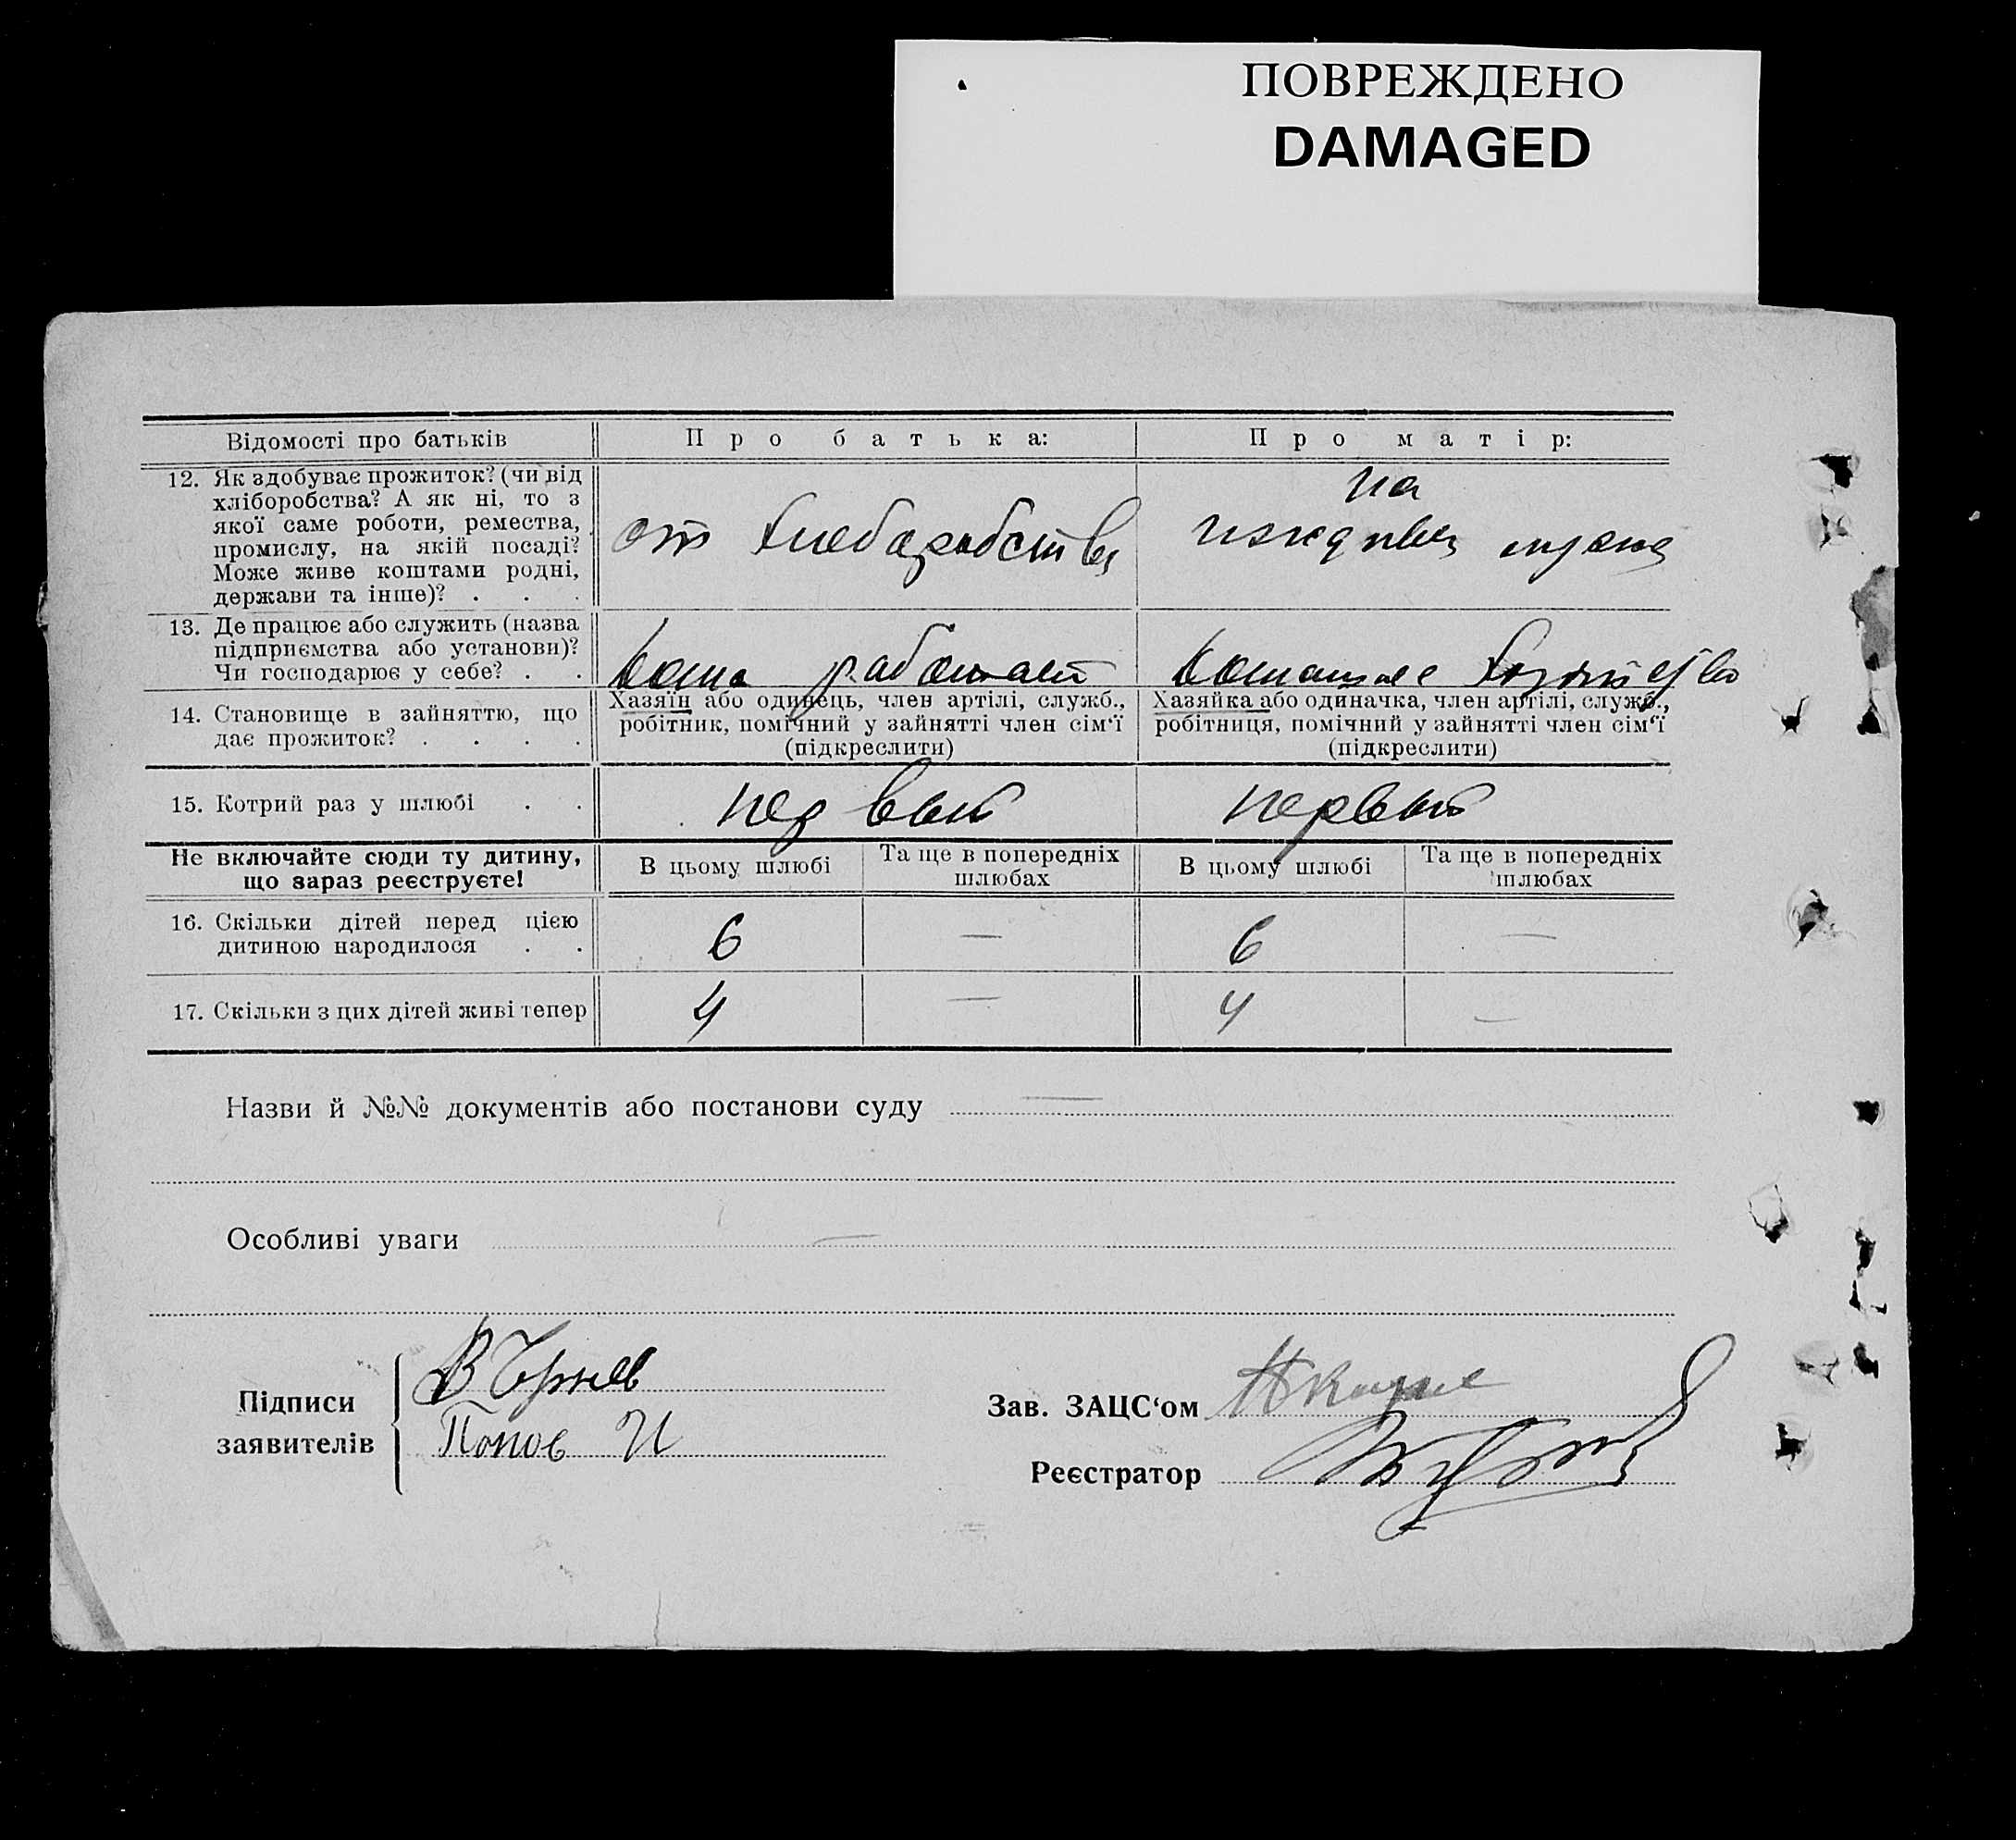 ПОВРЕЖДЕНО
DAMAGED
Відомості про батьків
Про батька:
Про матір:
12. Як здобуває прожиток? (чи від
хліборобства? А як ні, то з
якої саме роботи, ремества,
промислу, на якій посаді?
Може живе коштами родні,
держави та інше)? . . .
от хлебаробства
на
иждивен мужа
13. Де працює або служить (назва
підприємства або установи)?
Чи господарює у себе? . .
дома работает
домашнее
14. Становище в зайняттю, що
дає прожиток? . . . .
Хазяїн або одинець, член артілі, служб.,
робітник, помічний у зайнятті член сім'ї
(підкреслити)
Хазяйка або одиначка, член артілі, служб.,
робітниця, помічний у зайнятті член сім'ї
(підкреслити)
15. Котрий раз у шлюбі . .
первый
первый
Не включайте сюди ту дитину,
що зараз реєструєте!
В цьому шлюбі
Та ще в попередніх
шлюбах
В цьому шлюбі
Та ще в попередніх
шлюбах
16. Скільки дітей перед цією
дитиною народилося . .
6 — 6 —
17. Скільки з цих дітей живі тепер
4 — 4 —
Назви й №№ документів або постанови суду —
Особливі уваги —
Підписи
заявителів
В
Попов И
Зав. ЗАЦС'ом
Реєстратор